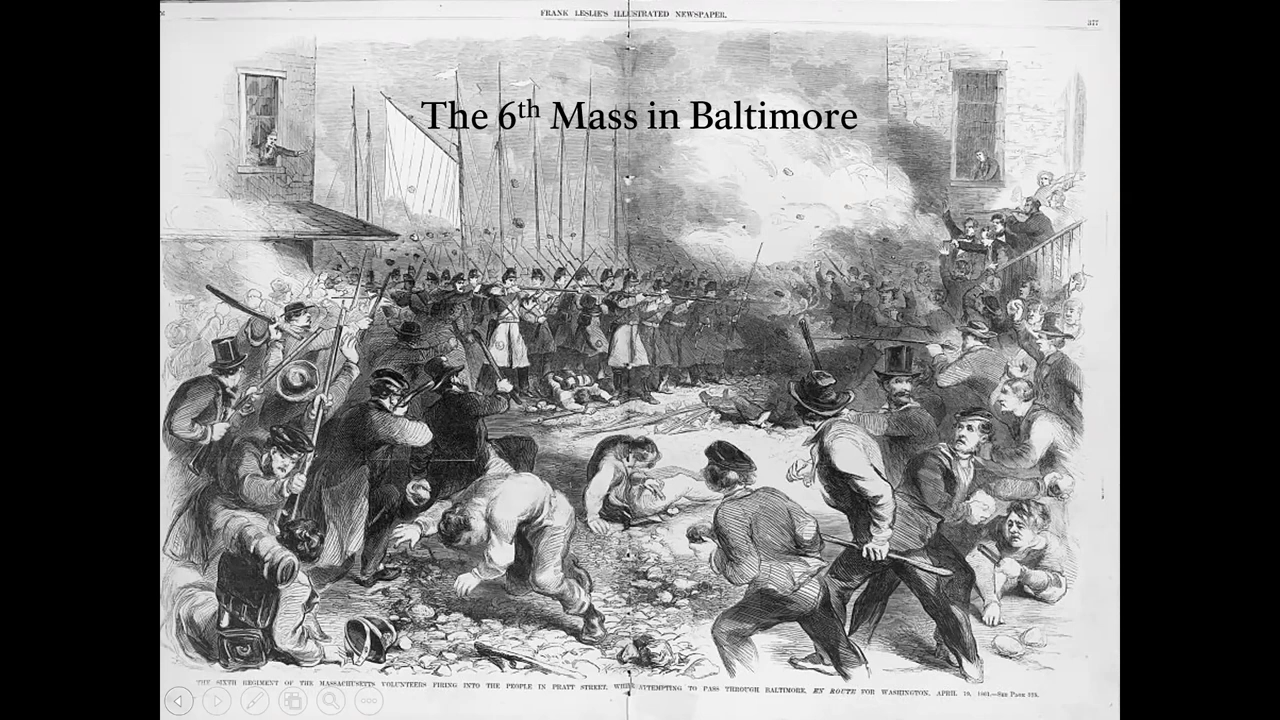 FRANK LESLIE'S ILLUSTRATED NEWSPAPER.
377
The 6th Mass in Baltimore
THE SIXTH REGIMENT OF THE MASSACHUSETTS VOLUNTEERS FIRING INTO THE PEOPLE IN PRATT STREET, WHILE ATTEMPTING TO PASS THROUGH BALTIMORE, EN ROUTE FOR WASHINGTON, APRIL 19, 1861.—SEE PAGE